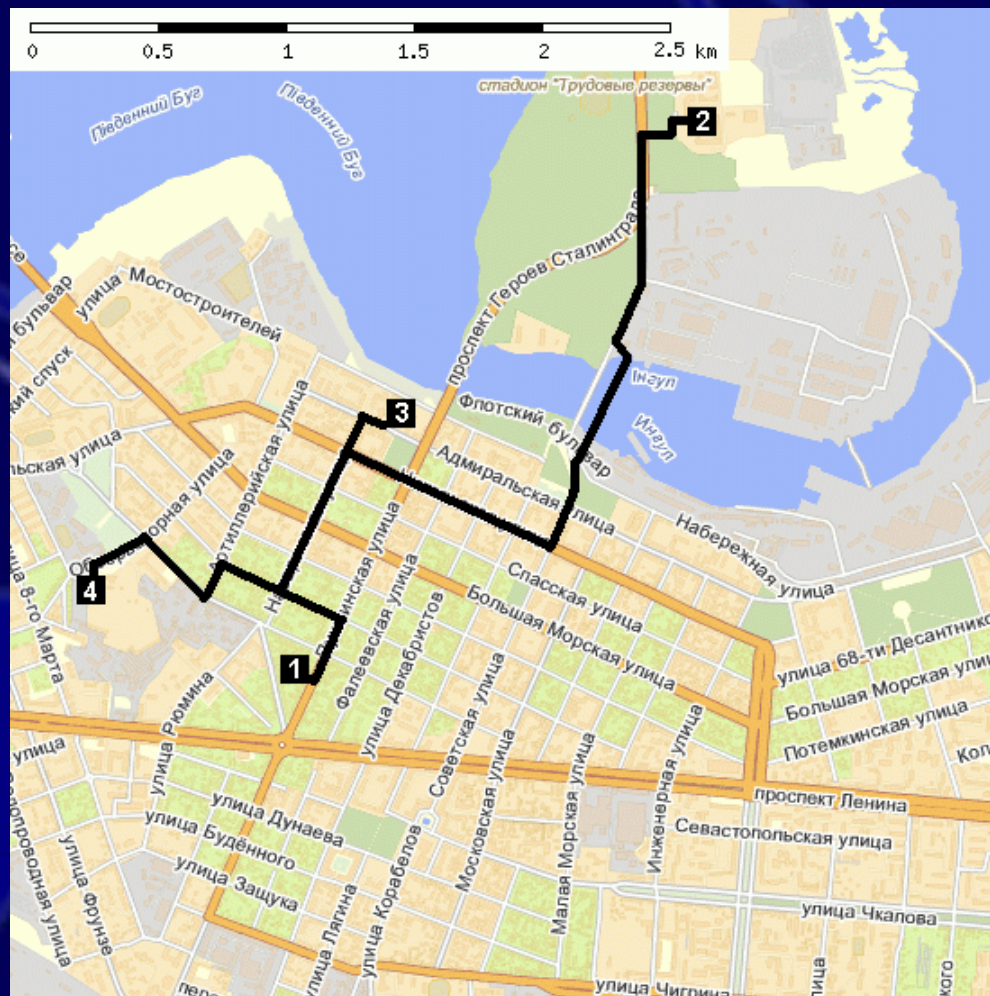 0 0.5 1 1.5 2 2.5 km
стадион "Трудовые резервы"
Південний Буг
Південний Буг
2
проспект Героев Сталинграда
улица Мостостроителей
бульвар
спуск
Інгул
Ингул
Флотский бульвар
3
Адмиральская улица
Набережная улица
Артиллерийская улица
улица
4
1
Спасская улица
Большая Морская улица
Фалеевская улица
улица Декабристов
Советская улица
Московская улица
Малая Морская улица
Инженерная улица
улица 68-ти
Большая Морская
Потемкинская улица
улица 8-го Марта
улица Рюмина
улица
проспект Ленина
Севастопольская улица
улица Дунаева
улица Будённого
улица Защука
улица Фрунзе
улица Лягина
улица Корабелов
улица Чкалова
улица Чигрина
улица